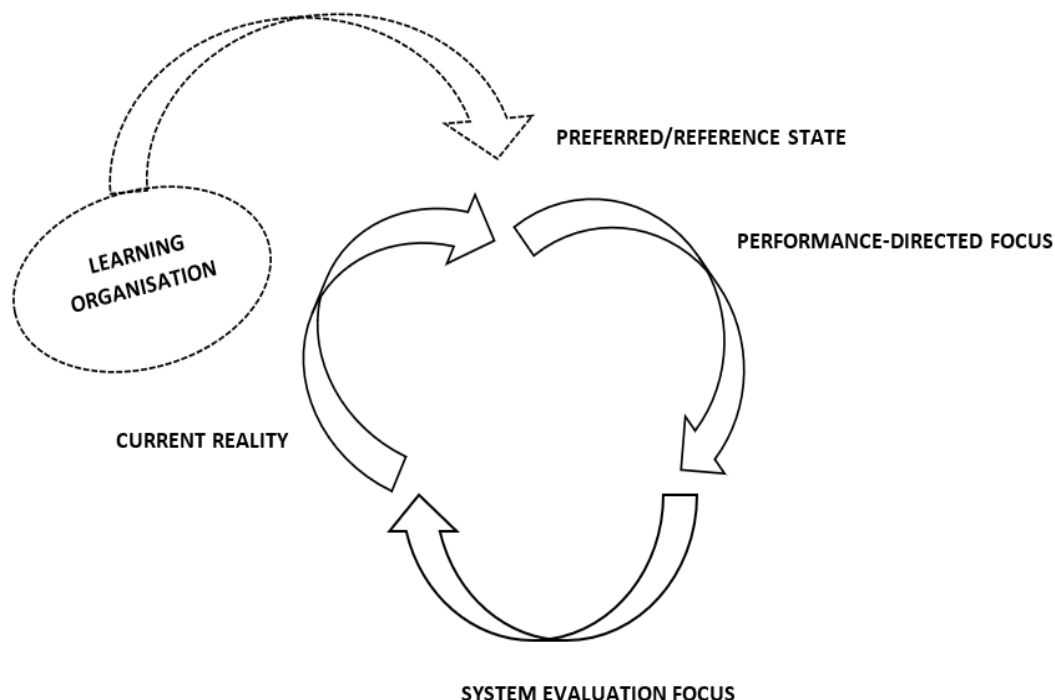 PREFERRED/REFERENCE STATE
PERFORMANCE-DIRECTED FOCUS
LEARNING
ORGANISATION
CURRENT REALITY
SYSTEM EVALUATION FOCUS